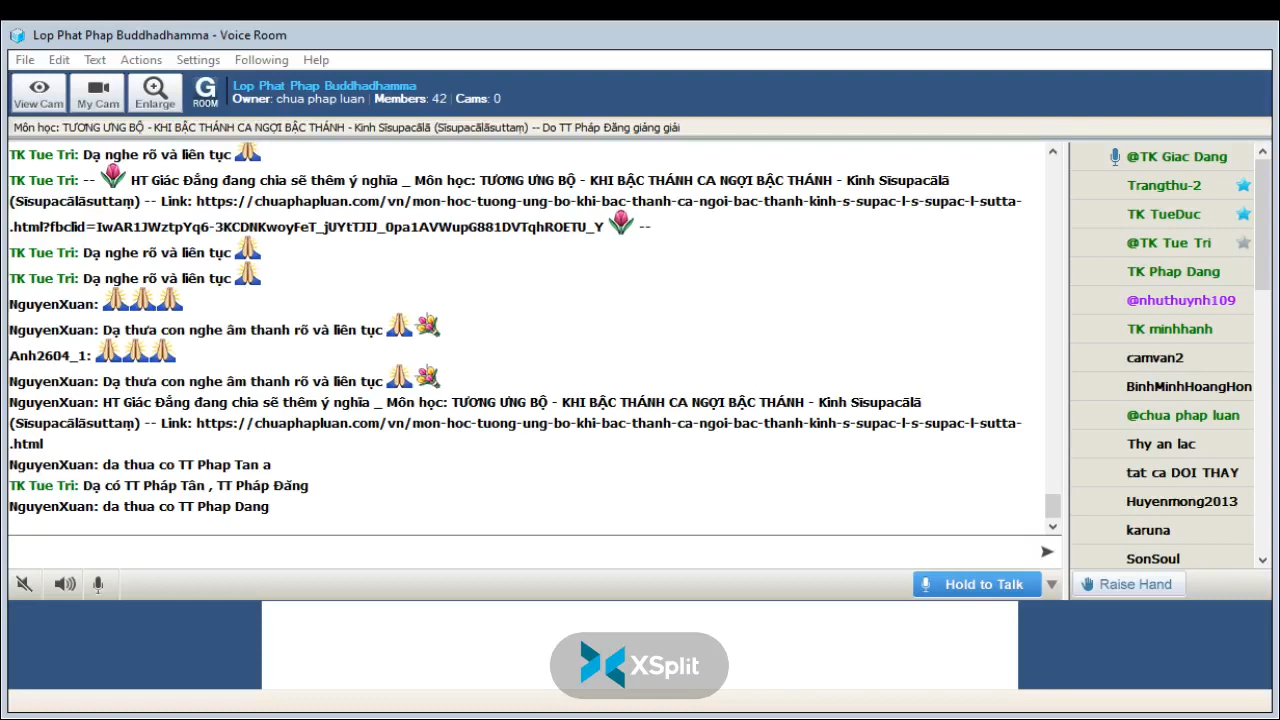 Lop Phat Phap Buddhadhamma - Voice Room
File Edit Text Actions Settings Following Help
View Cam
My Cam
Enlarge
G ROOM
Lop Phat Phap Buddhadhamma
Owner: chua phap luan | Members: 42 | Cams: 0
Môn học: TƯƠNG ƯNG BỘ - KHI BẬC THÁNH CA NGỢI BẬC THÁNH - Kinh Sīsupacālā (Sīsupacālāsuttaṃ) -- Do TT Pháp Đăng giảng giải
TK Tue Tri: Dạ nghe rõ và liên tục
TK Tue Tri: -- HT Giác Đẳng đang chia sẽ thêm ý nghĩa _ Môn học: TƯƠNG ƯNG BỘ - KHI BẬC THÁNH CA NGỢI BẬC THÁNH - Kinh Sīsupacālā
(Sīsupacālāsuttaṃ) -- Link: https://chuaphapluan.com/vn/mon-hoc-tuong-ung-bo-khi-bac-thanh-ca-ngoi-bac-thanh-kinh-s-supac-l-s-supac-l-sutta-
.html?fbclid=IwAR1JWztpYq6-3KCDNKwoyFeT_jUYtTJIJ_0pa1AVWupG881DVTqhROETU_Y --
TK Tue Tri: Dạ nghe rõ và liên tục
TK Tue Tri: Dạ nghe rõ và liên tục
NguyenXuan:
NguyenXuan: Dạ thưa con nghe âm thanh rõ và liên tục
Anh2604_1:
NguyenXuan: Dạ thưa con nghe âm thanh rõ và liên tục
NguyenXuan: HT Giác Đẳng đang chia sẽ thêm ý nghĩa _ Môn học: TƯƠNG ƯNG BỘ - KHI BẬC THÁNH CA NGỢI BẬC THÁNH - Kinh Sīsupacālā
(Sīsupacālāsuttaṃ) -- Link: https://chuaphapluan.com/vn/mon-hoc-tuong-ung-bo-khi-bac-thanh-ca-ngoi-bac-thanh-kinh-s-supac-l-s-supac-l-sutta-
.html
NguyenXuan: da thua co TT Phap Tan a
TK Tue Tri: Dạ có TT Pháp Tân , TT Pháp Đăng
NguyenXuan: da thua co TT Phap Dang
@TK Giac Dang
Trangthu-2
TK TueDuc
@TK Tue Tri
TK Phap Dang
@nhuthuynh109
TK minhhanh
camvan2
BinhMinhHoangHon
@chua phap luan
Thy an lac
tat ca DOI THAY
Huyenmong2013
karuna
SonSoul
Hold to Talk
Raise Hand
XSplit